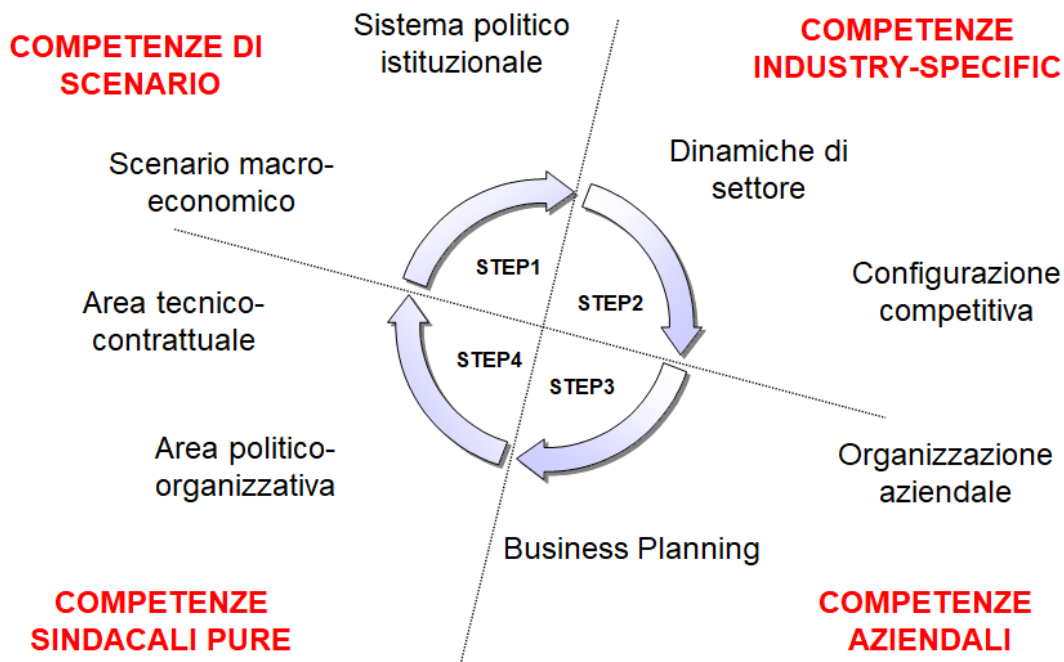 COMPETENZE DI
SCENARIO
Sistema politico
istituzionale
COMPETENZE
INDUSTRY-SPECIFIC
Scenario macro-
economico
Dinamiche di
settore
STEP1
STEP2
Configurazione
competitiva
Area tecnico-
contrattuale
STEP4
STEP3
Area politico-
organizzativa
Organizzazione
aziendale
Business Planning
COMPETENZE
SINDACALI PURE
COMPETENZE
AZIENDALI